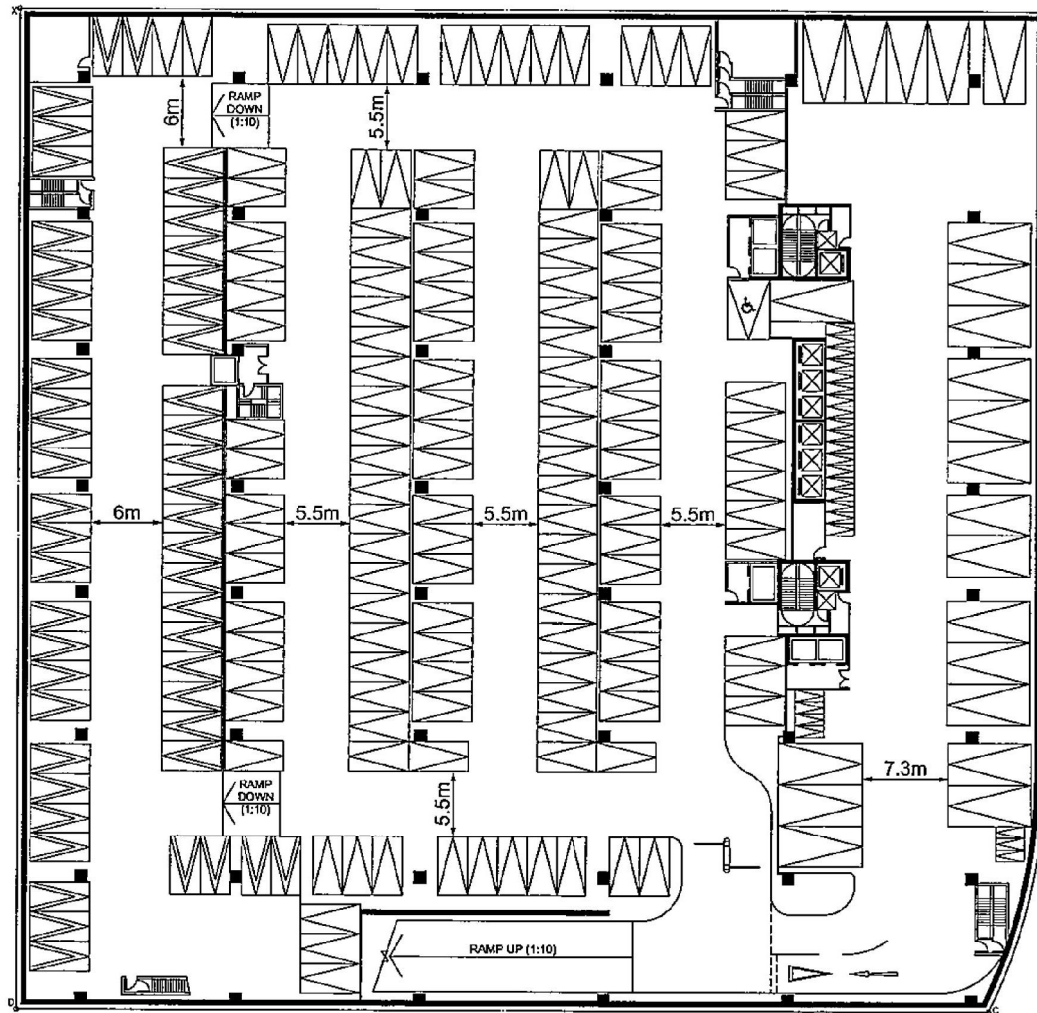 X
RAMP
DOWN
(1:10)
6m
5.5m
6m
5.5m
5.5m
5.5m
7.3m
RAMP
DOWN
(1:10)
5.5m
RAMP UP (1:10)
D
C